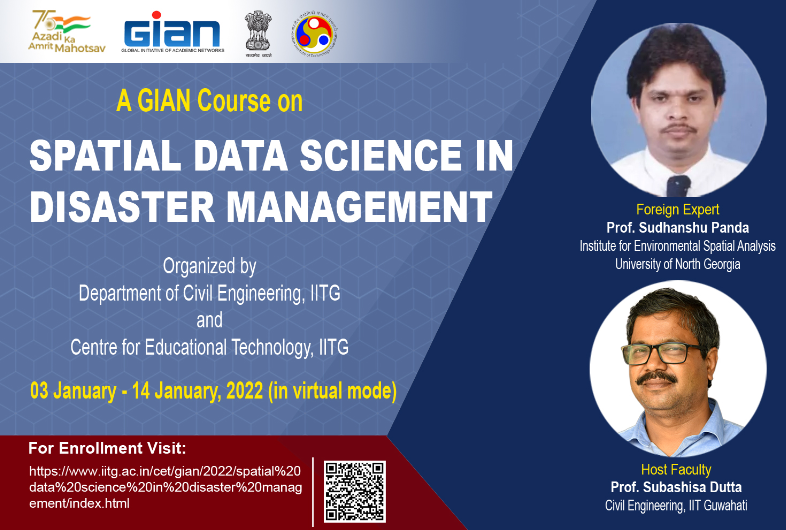 75
Azadi Ka
Amrit Mahotsav
GIAN
GLOBAL INITIATIVE OF ACADEMIC NETWORKS
सत्यमेव जयते
A GIAN Course on
SPATIAL DATA SCIENCE IN
DISASTER MANAGEMENT
Organized by
Department of Civil Engineering, IITG
and
Centre for Educational Technology, IITG
03 January - 14 January, 2022 (in virtual mode)
For Enrollment Visit:
https://www.iitg.ac.in/cet/gian/2022/spatial%20
data%20science%20in%20disaster%20manag
ement/index.html
Foreign Expert
Prof. Sudhanshu Panda
Institute for Environmental Spatial Analysis
University of North Georgia
Host Faculty
Prof. Subashisa Dutta
Civil Engineering, IIT Guwahati